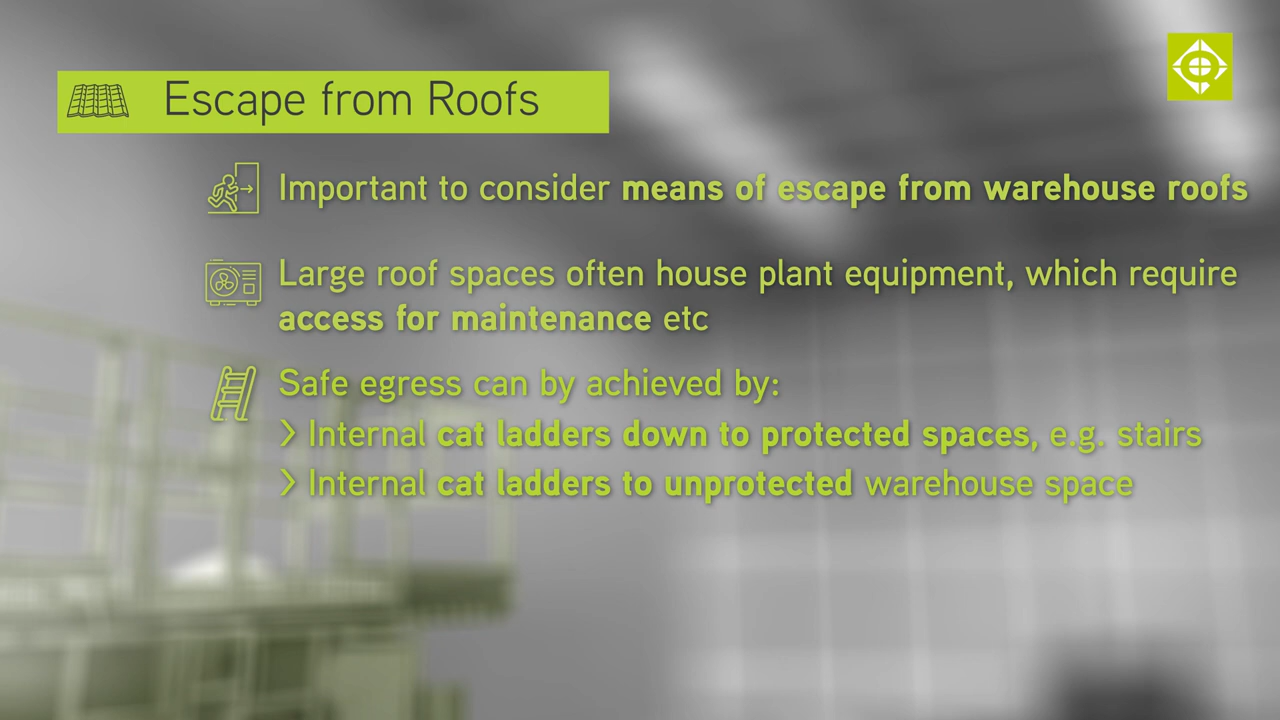 Escape from Roofs
Important to consider means of escape from warehouse roofs
Large roof spaces often house plant equipment, which require
access for maintenance etc
Safe egress can by achieved by:
> Internal cat ladders down to protected spaces, e.g. stairs
> Internal cat ladders to unprotected warehouse space